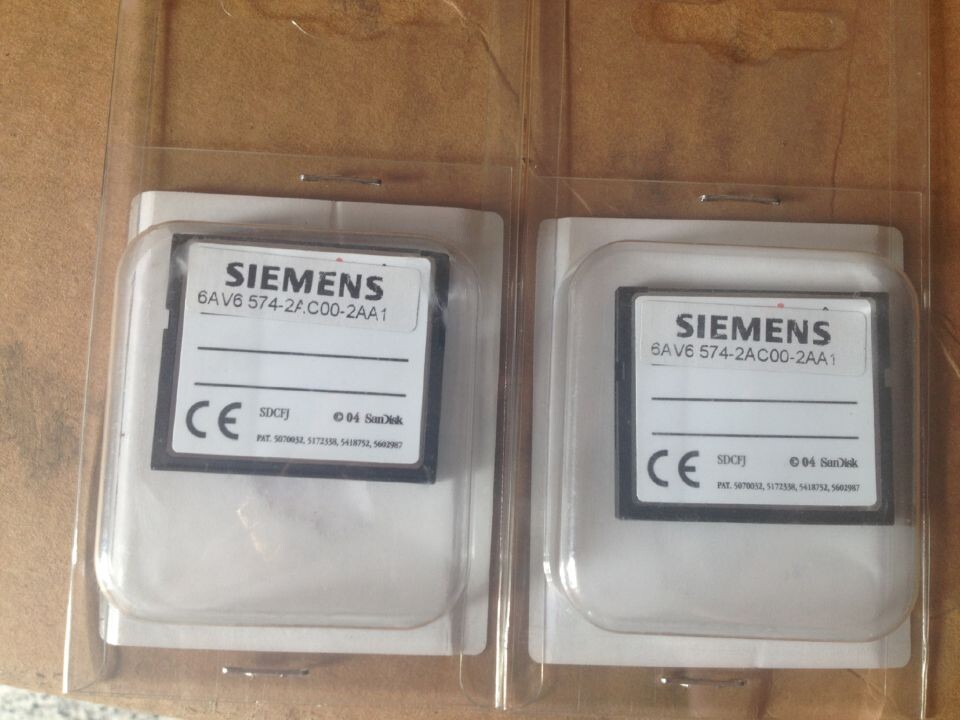 SIEMENS
6AV6 574-2AC00-2AA1
CE
SDCFJ © 04 SanDisk
PAT. 5070032, 5172338, 5418752, 5602987
SIEMENS
6AV6 574-2AC00-2AA1
CE
SDCFJ © 04 SanDisk
PAT. 5070032, 5172338, 5418752, 5602987